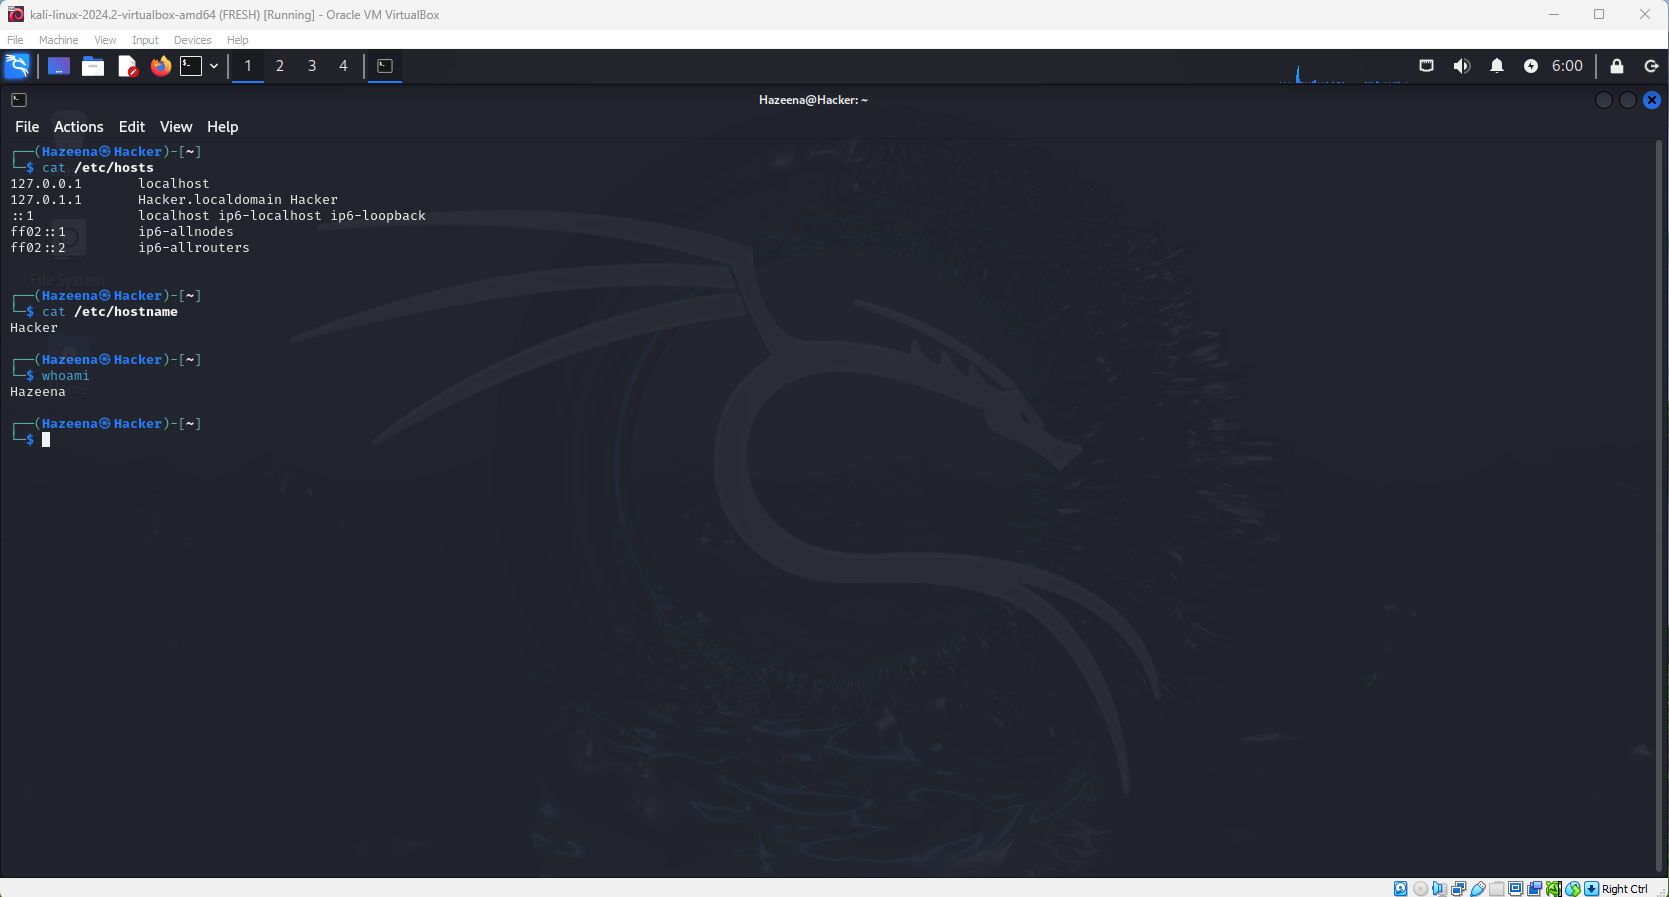 kali-linux-2024.2-virtualbox-amd64 (FRESH) [Running] - Oracle VM VirtualBox
File Machine View Input Devices Help
1 2 3 4 6:00
Hazeena@Hacker: ~
File Actions Edit View Help
┌──(Hazeena㉿Hacker)-[~]
└─$ cat /etc/hosts
127.0.0.1       localhost
127.0.1.1       Hacker.localdomain Hacker
::1             localhost ip6-localhost ip6-loopback
ff02::1         ip6-allnodes
ff02::2         ip6-allrouters
File System
┌──(Hazeena㉿Hacker)-[~]
└─$ cat /etc/hostname
Hacker
┌──(Hazeena㉿Hacker)-[~]
└─$ whoami
Hazeena
┌──(Hazeena㉿Hacker)-[~]
└─$
Right Ctrl